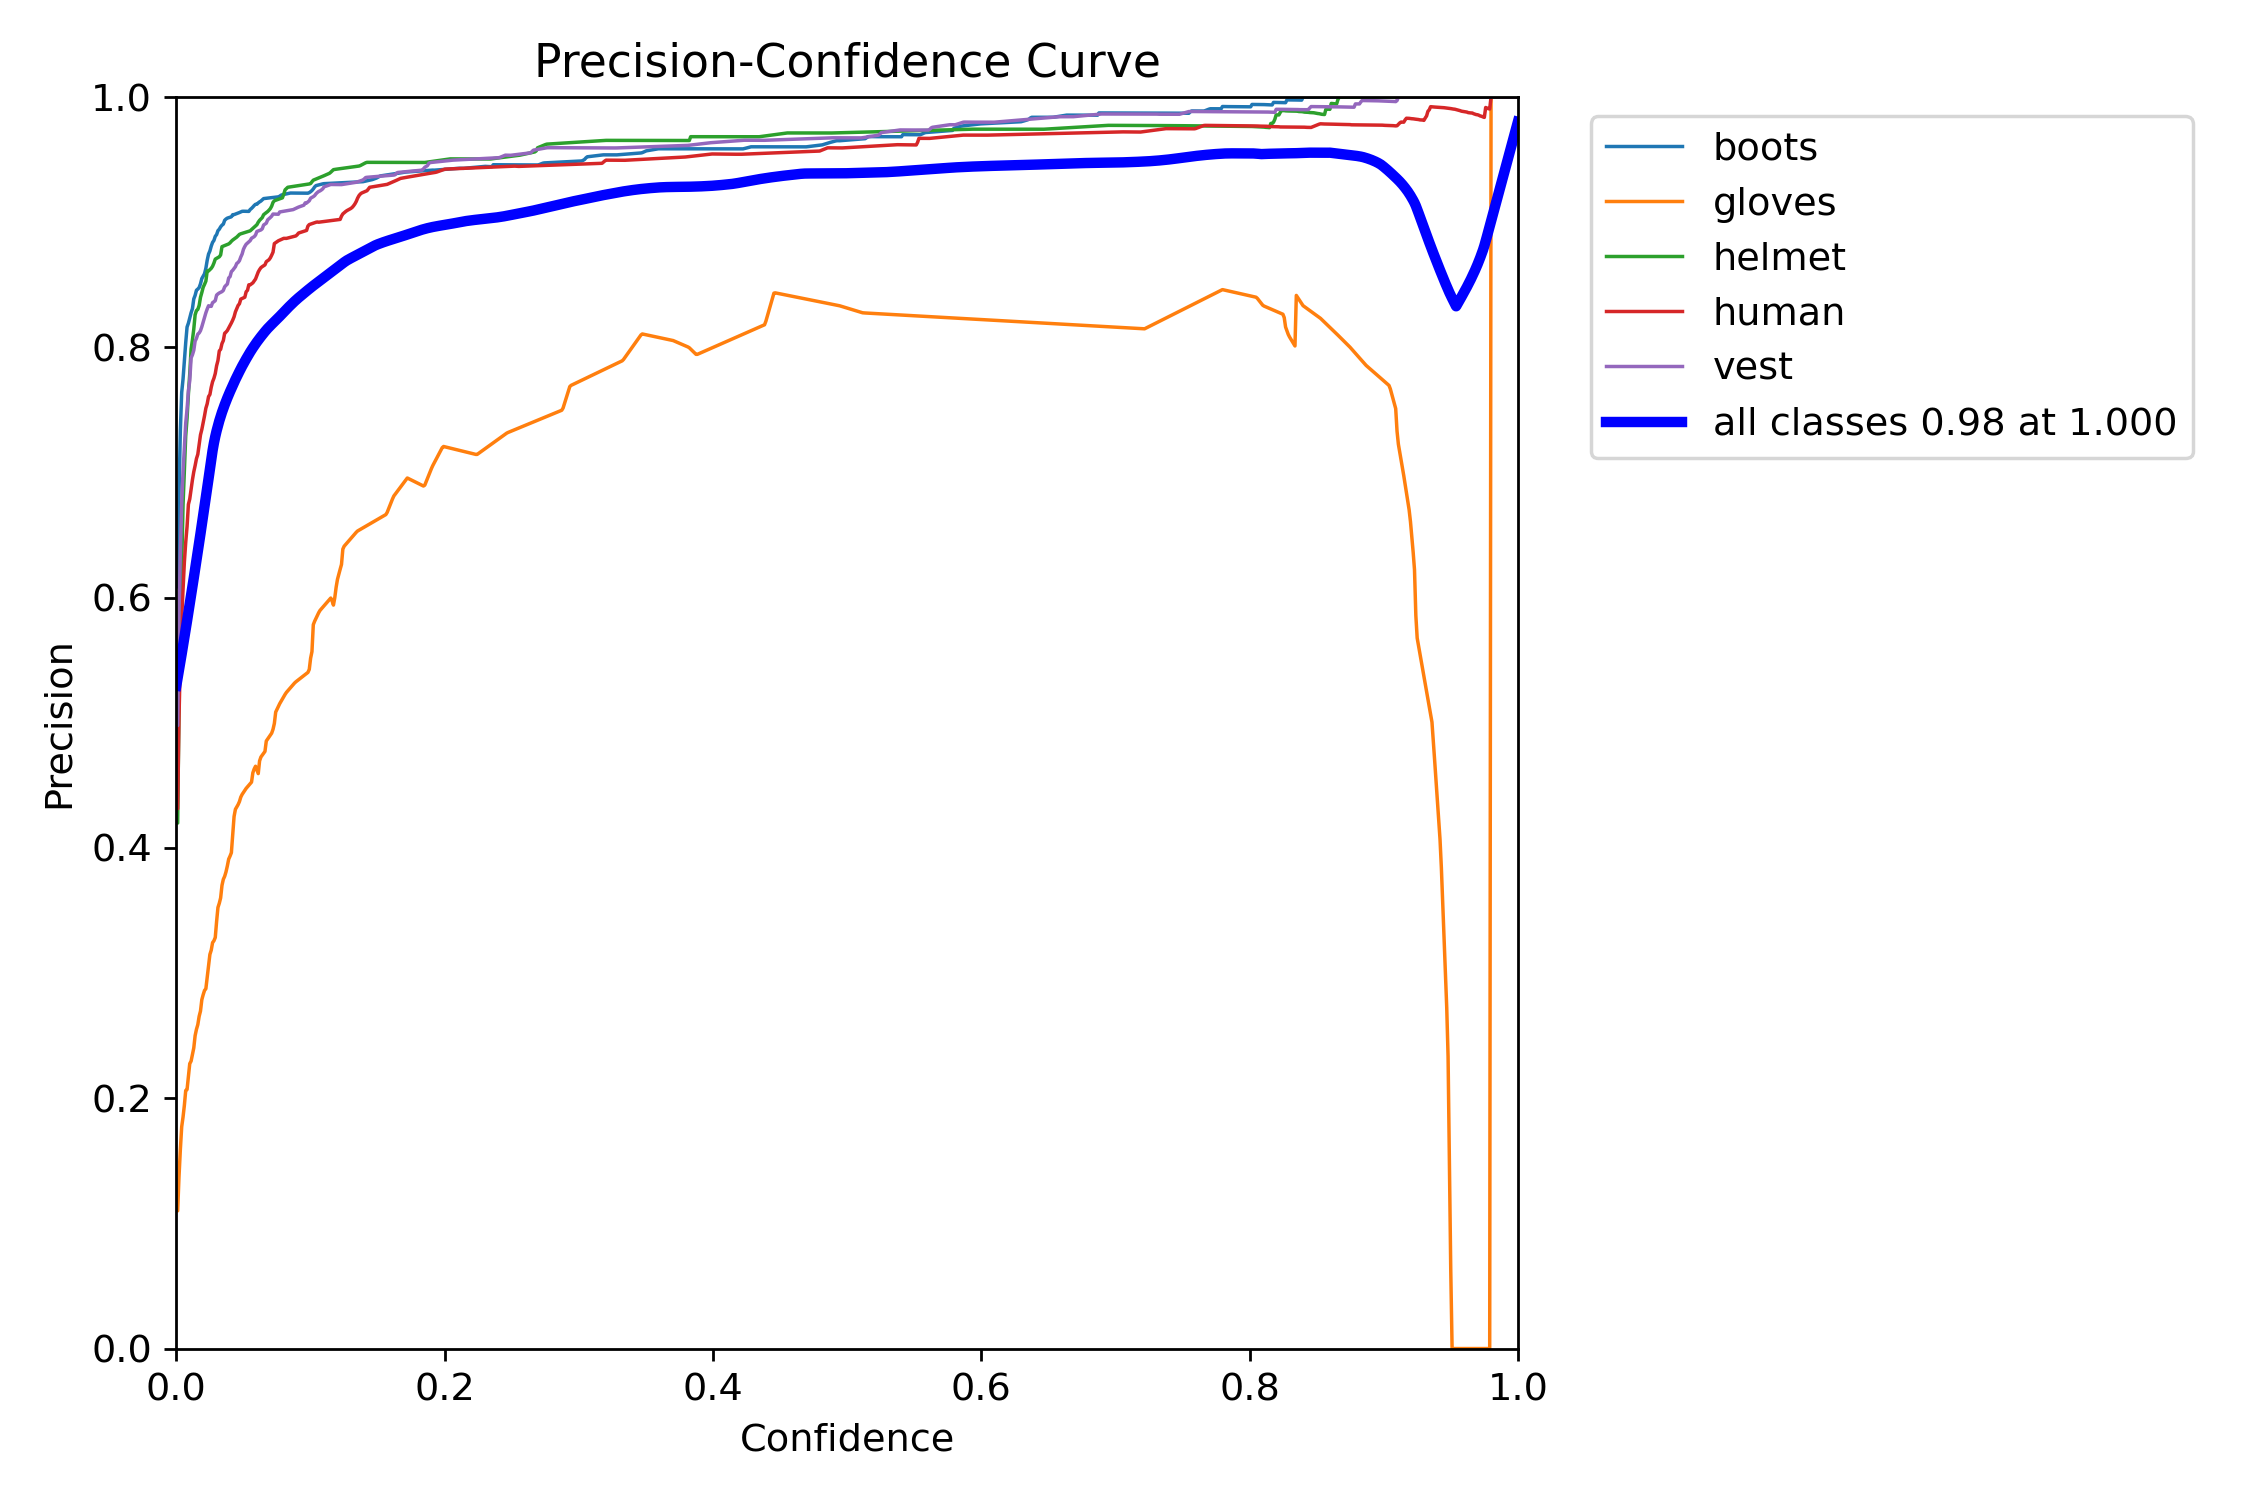 Precision-Confidence Curve
1.0
0.8
0.6
0.4
0.2
0.0
Precision
0.0 0.2 0.4 0.6 0.8 1.0
Confidence
boots
gloves
helmet
human
vest
all classes 0.98 at 1.000